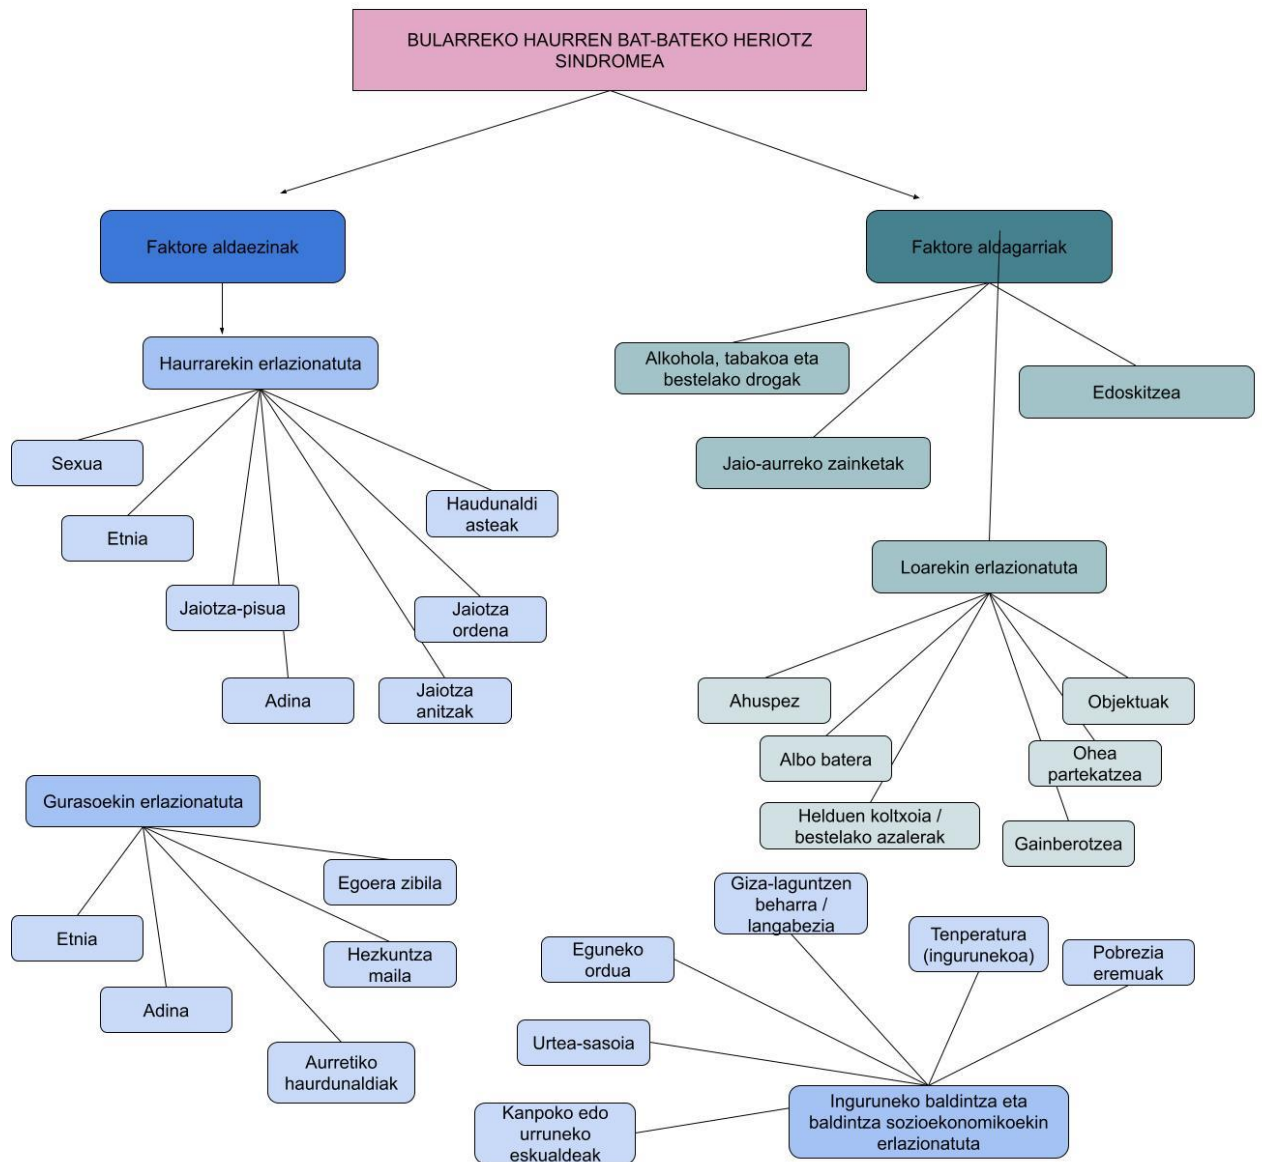 BULARREKO HAURREN BAT-BATEKO HERIOTZ
SINDROMEA
Faktore aldaezinak
Faktore aldagarriak
Haurrarekin erlazionatuta
Sexua
Etnia
Jaiotza-pisua
Adina
Jaiotza
anitzak
Jaiotza
ordena
Haudunaldi
asteak
Alkohola, tabakoa eta
bestelako drogak
Jaio-aurreko zainketak
Edoskitzea
Loarekin erlazionatuta
Ahuspez
Albo batera
Helduen koltxoia /
bestelako azalerak
Gainberotzea
Ohea
partekatzea
Objektuak
Gurasoekin erlazionatuta
Etnia
Adina
Aurretiko
haurdunaldiak
Hezkuntza
maila
Egoera zibila
Giza-laguntzen
beharra /
langabezia
Eguneko
ordua
Tenperatura
(ingurunekoa)
Pobrezia
eremuak
Urtea-sasoia
Kanpoko edo
urruneko
eskualdeak
Inguruneko baldintza eta
baldintza sozioekonomikoekin
erlazionatuta